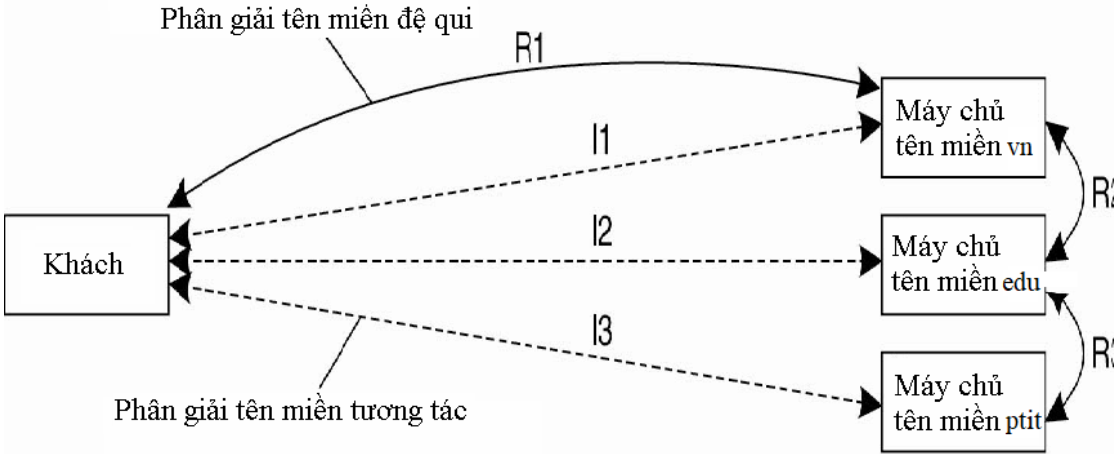 Phân giải tên miền đệ qui
R1
Máy chủ
tên miền vn
I1
R2
Khách
I2
Máy chủ
tên miền edu
I3
R3
Máy chủ
tên miền ptit
Phân giải tên miền tương tác